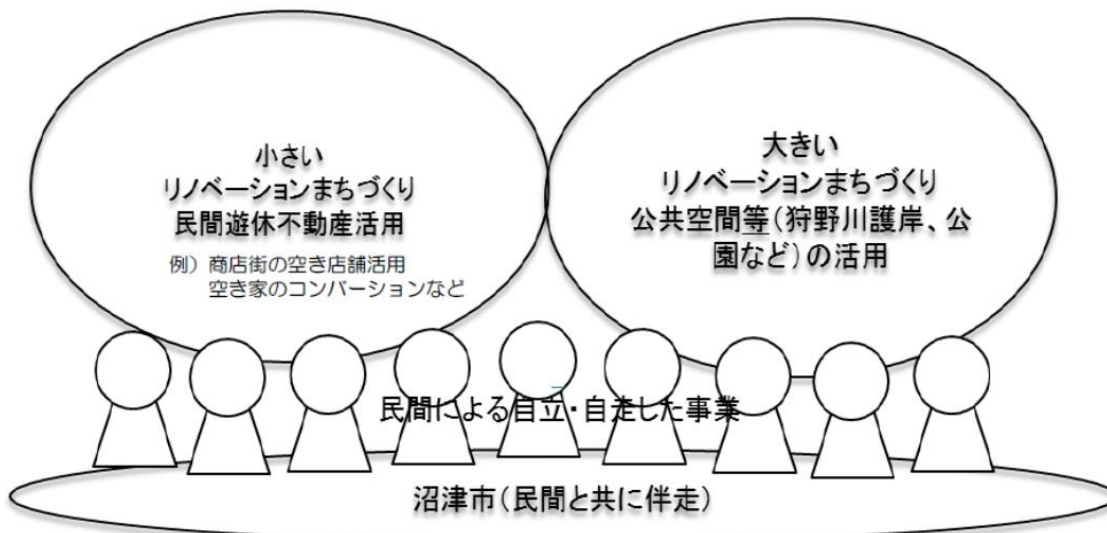 小さい
リノベーションまちづくり
民間遊休不動産活用
例）商店街の空き店舗活用
空き家のコンバーションなど
大きい
リノベーションまちづくり
公共空間等（狩野川護岸、公
園など）の活用
民間による自立・自走した事業
沼津市（民間と共に伴走）